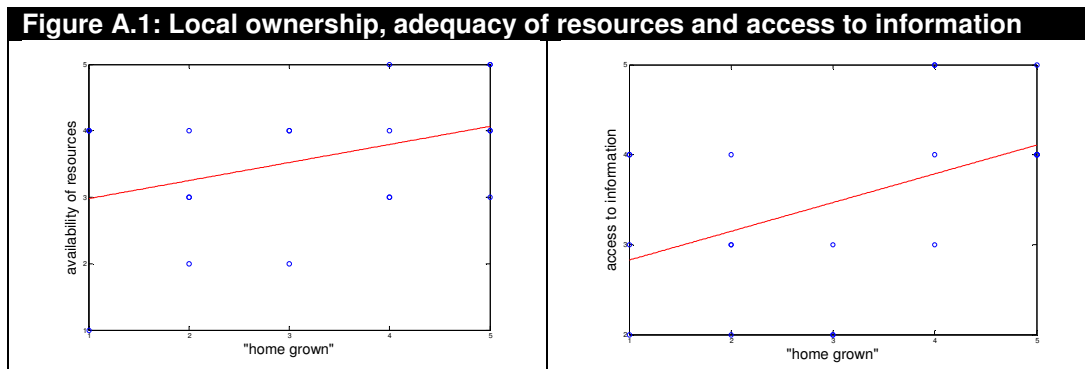 Figure A.1: Local ownership, adequacy of resources and access to information
availability of resources
5
4
3
2
1
1 2 3 4 5
"home grown"
access to information
5
4
3
2
1 2 3 4 5
"home grown"